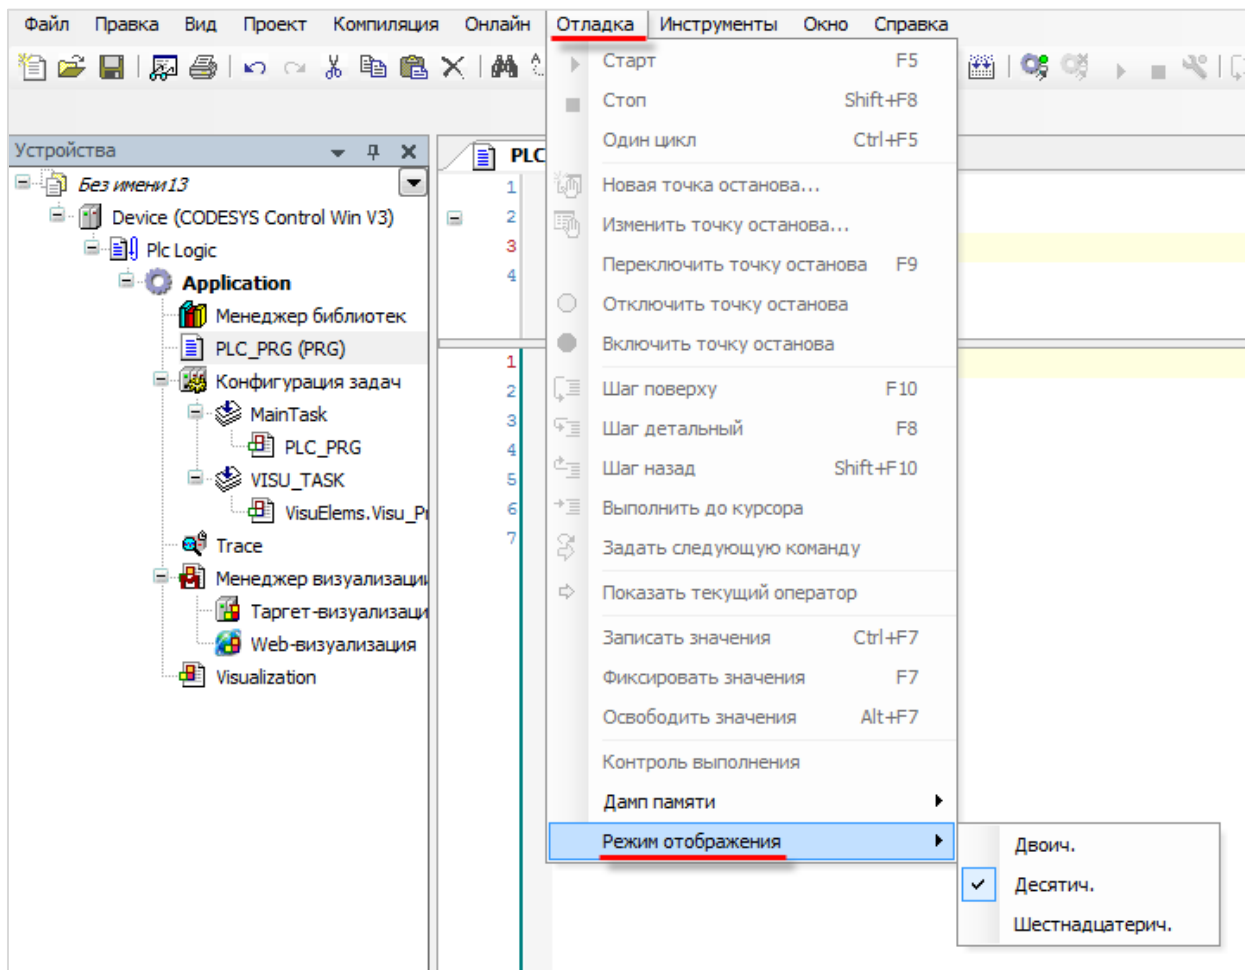 Файл Правка Вид Проект Компиляция Онлайн Отладка Инструменты Окно Справка
Устройства
Без имени13
Device (CODESYS Control Win V3)
Plc Logic
Application
Менеджер библиотек
PLC_PRG (PRG)
Конфигурация задач
MainTask
PLC_PRG
VISU_TASK
VisuElems.Visu_Pr
Trace
Менеджер визуализации
Таргет-визуализаци
Web-визуализация
Visualization
PLC
1
2
3
4
1
2
3
4
5
6
7
Старт F5
Стоп Shift+F8
Один цикл Ctrl+F5
Новая точка останова...
Изменить точку останова...
Переключить точку останова F9
Отключить точку останова
Включить точку останова
Шаг поверху F10
Шаг детальный F8
Шаг назад Shift+F10
Выполнить до курсора
Задать следующую команду
Показать текущий оператор
Записать значения Ctrl+F7
Фиксировать значения F7
Освободить значения Alt+F7
Контроль выполнения
Дамп памяти
Режим отображения
Двоич.
Десятич.
Шестнадцатерич.